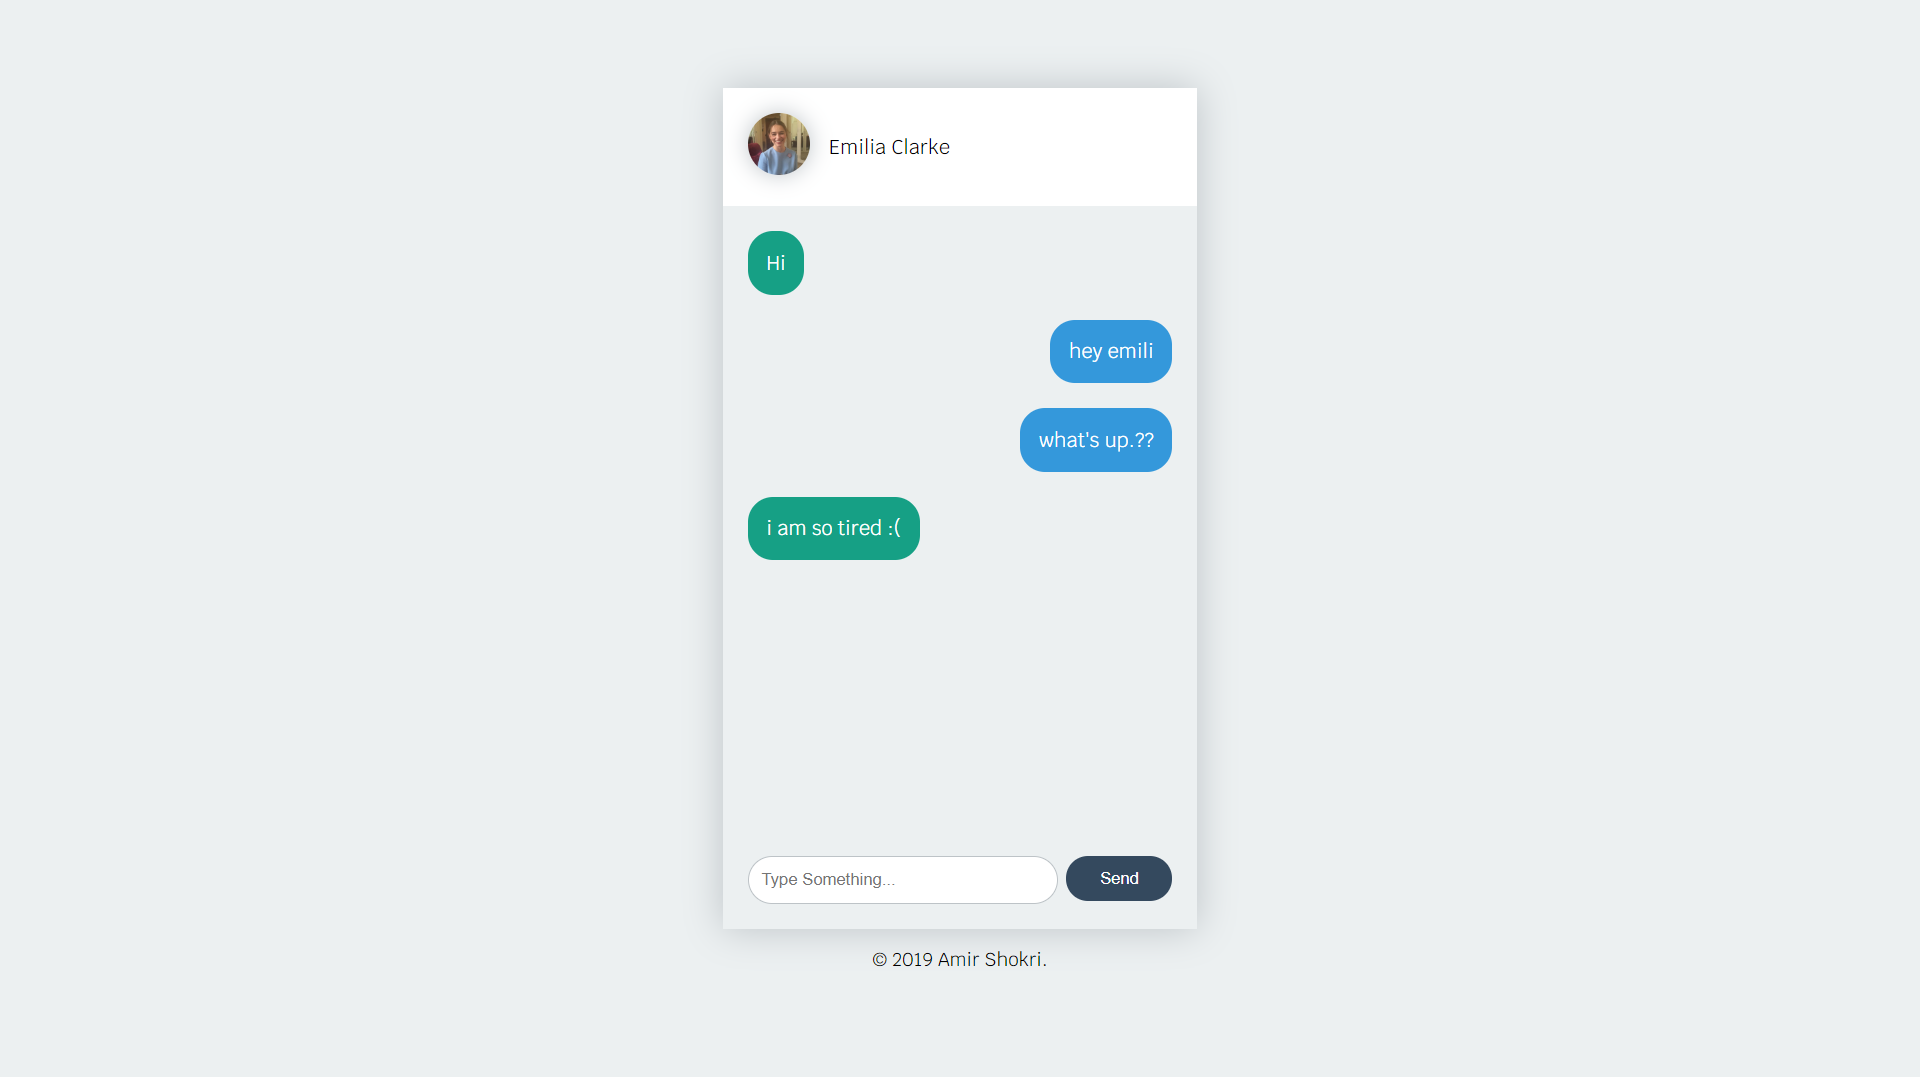 Emilia Clarke
Hi
hey emili
what's up.??
i am so tired :(
Type Something...
Send
© 2019 Amir Shokri.